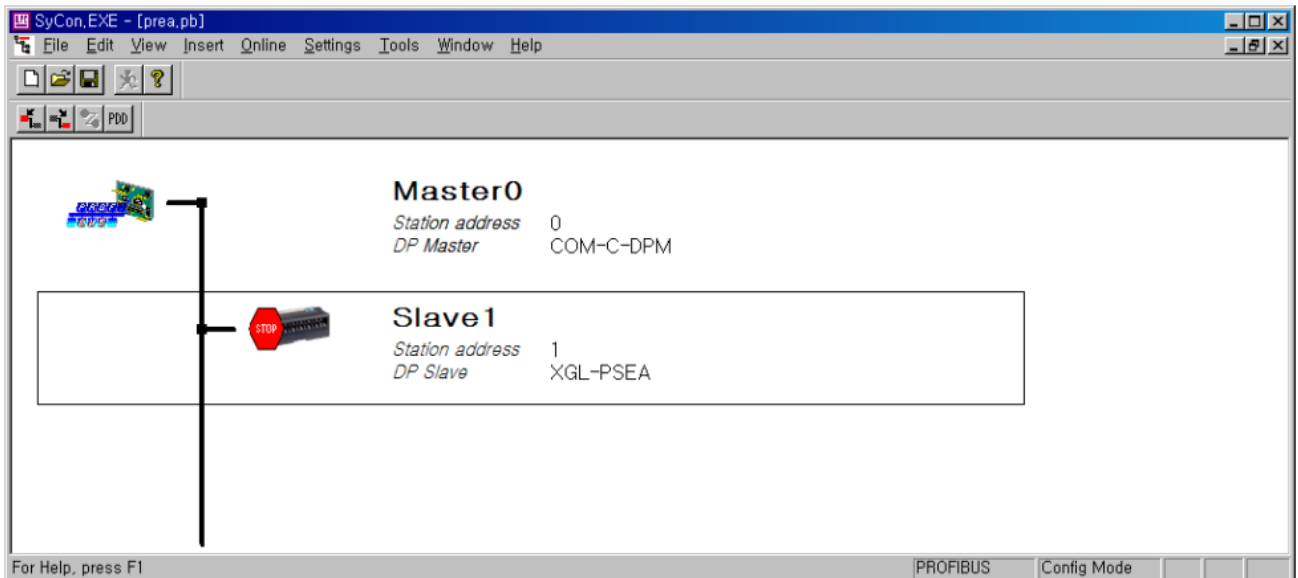 SyCon,EXE - [prea,pb]
File Edit View Insert Online Settings Tools Window Help
PDD
Master0
Station address 0
DP Master COM-C-DPM
STOP
Slave1
Station address 1
DP Slave XGL-PSEA
For Help, press F1 PROFIBUS Config Mode